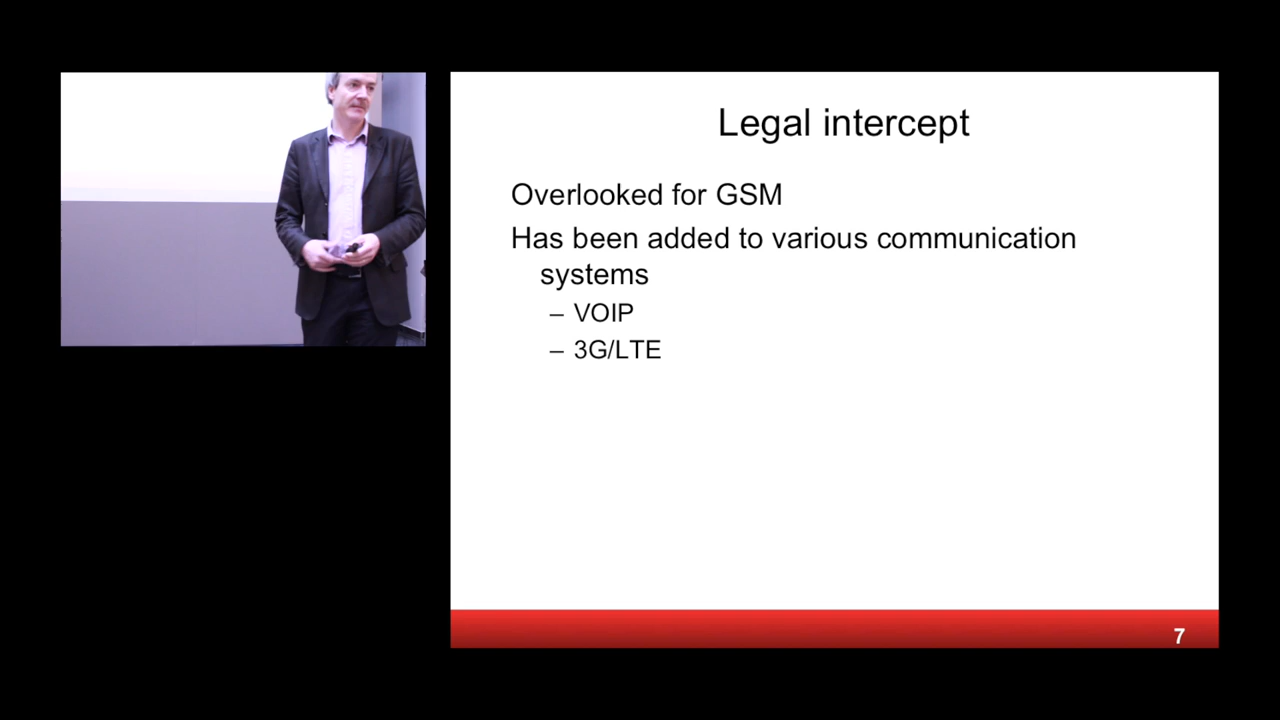 Legal intercept
Overlooked for GSM
Has been added to various communication
systems
– VOIP
– 3G/LTE
7